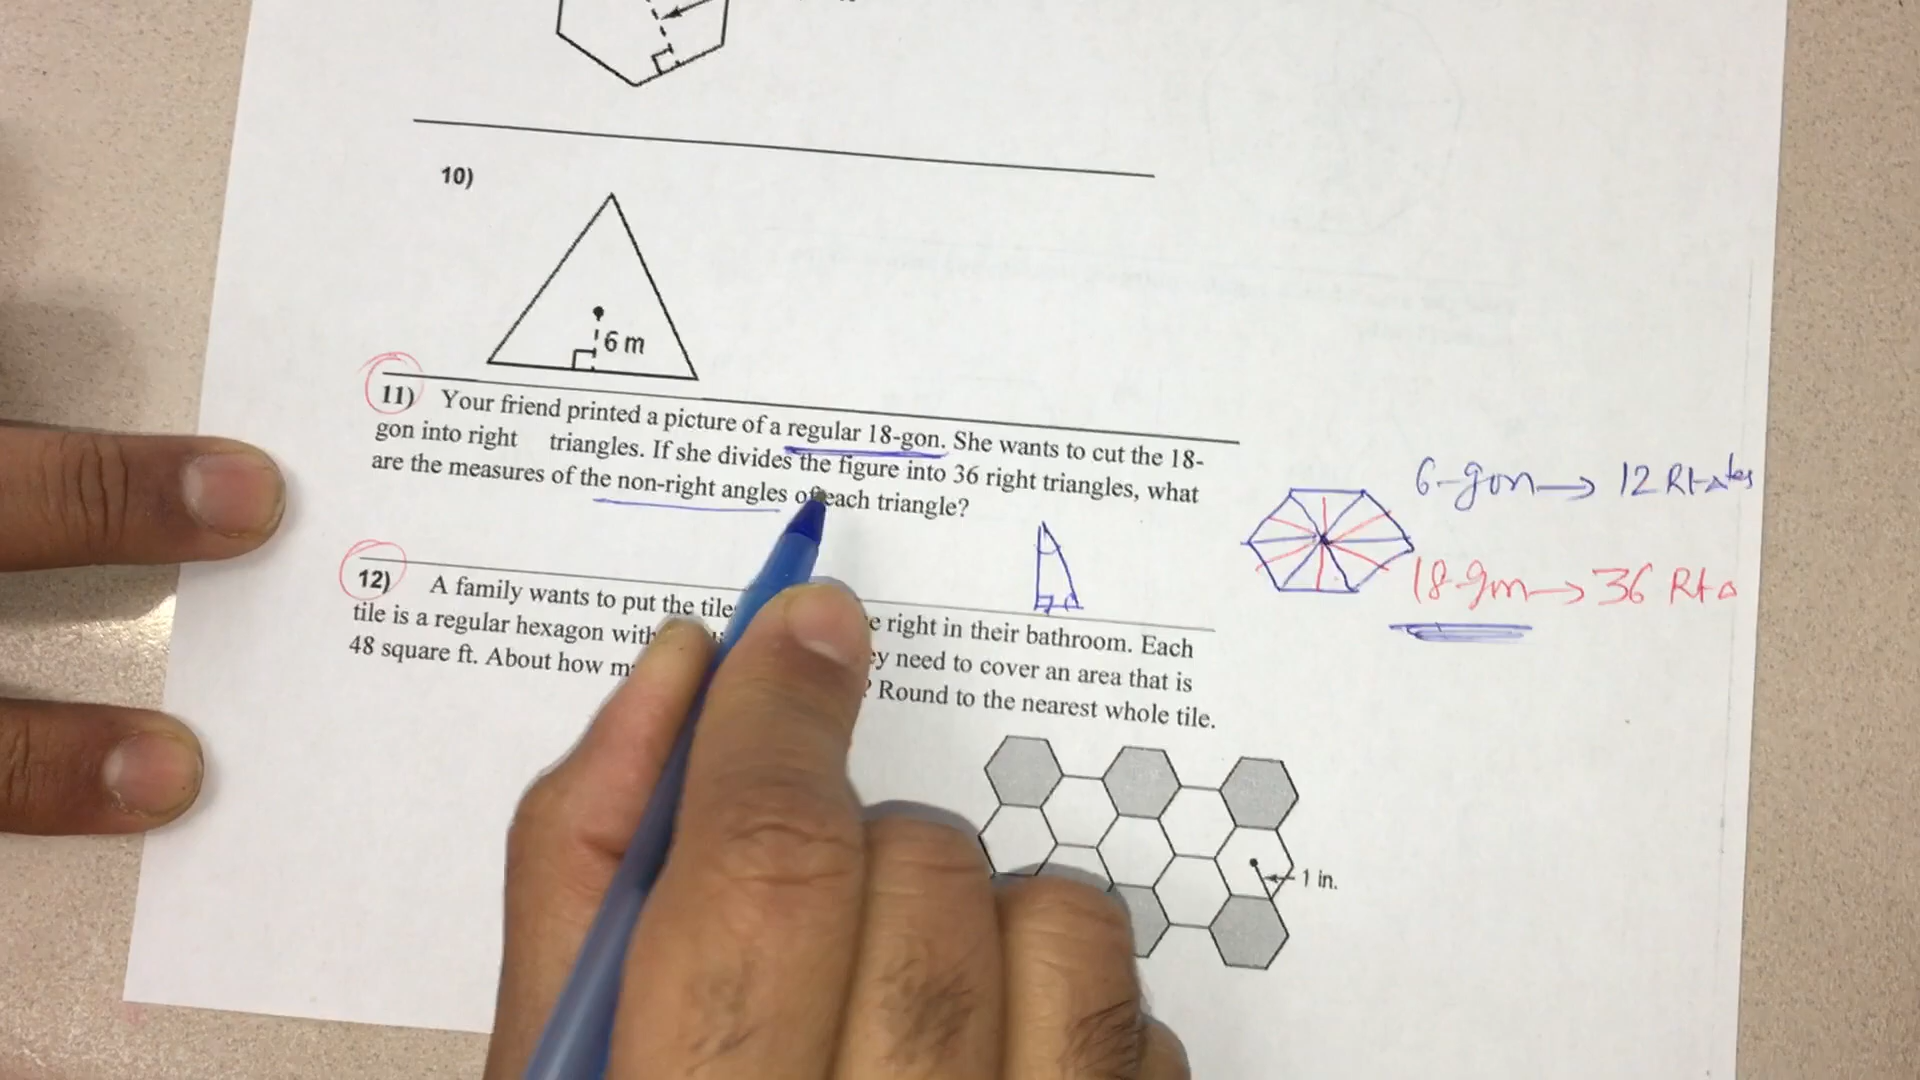 10)
6 m
11) Your friend printed a picture of a regular 18-gon. She wants to cut the 18-
gon into right triangles. If she divides the figure into 36 right triangles, what
are the measures of the non-right angles of each triangle?
6-gon → 12 Rt
18-gon → 36 Rt △
12) A family wants to put the tile right in their bathroom. Each
tile is a regular hexagon with need to cover an area that is
48 square ft. About how ? Round to the nearest whole tile.
1 in.